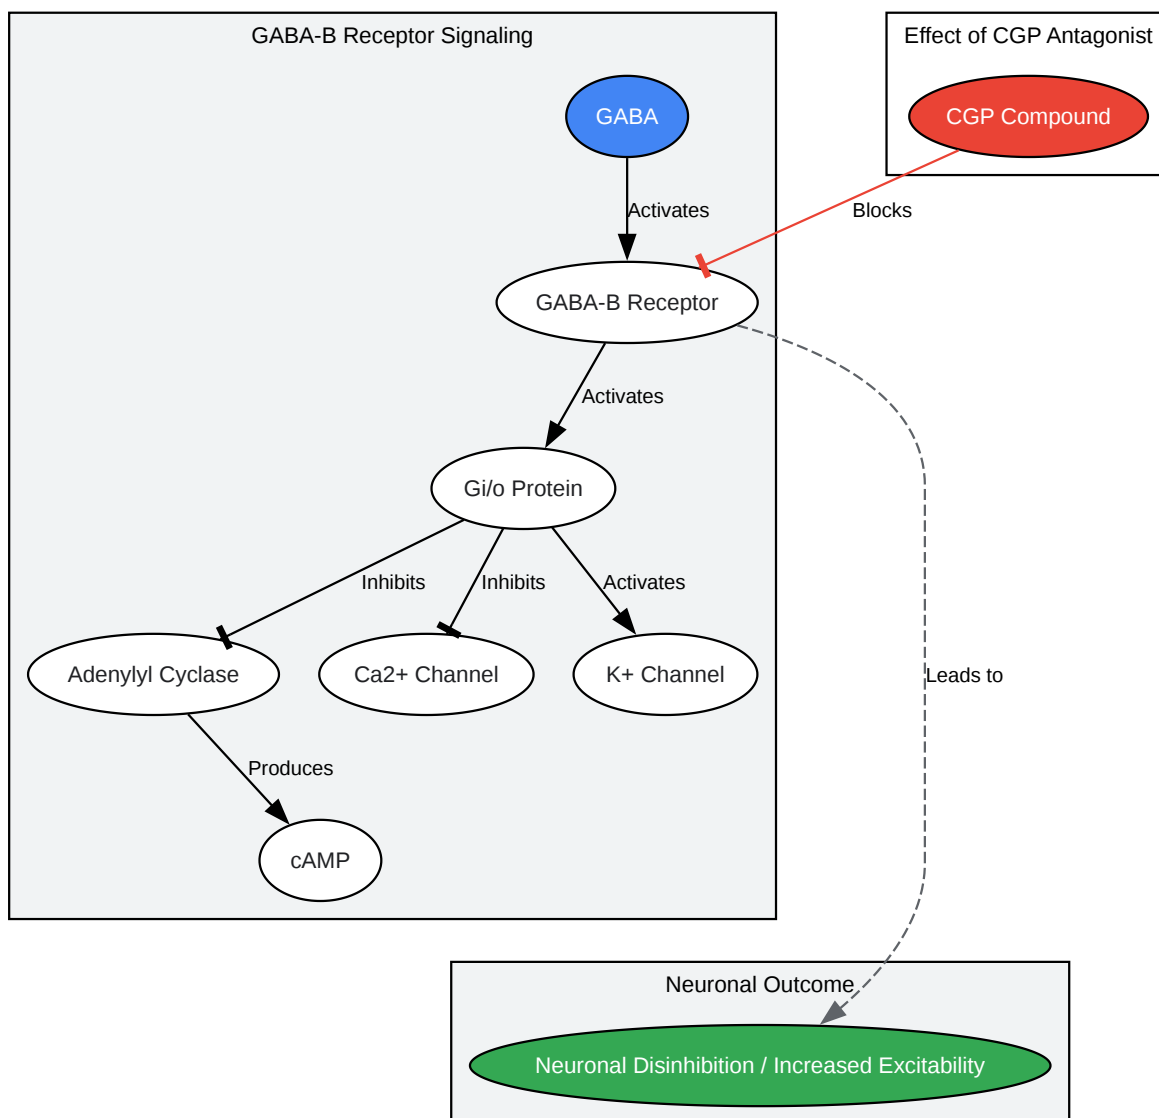 GABA-B Receptor Signaling
Effect of CGP Antagonist
GABA
CGP Compound
Activates
Blocks
GABA-B Receptor
Activates
Gi/o Protein
Inhibits
Inhibits
Activates
Adenylyl Cyclase
Ca2+ Channel
K+ Channel
Leads to
Produces
cAMP
Neuronal Outcome
Neuronal Disinhibition / Increased Excitability